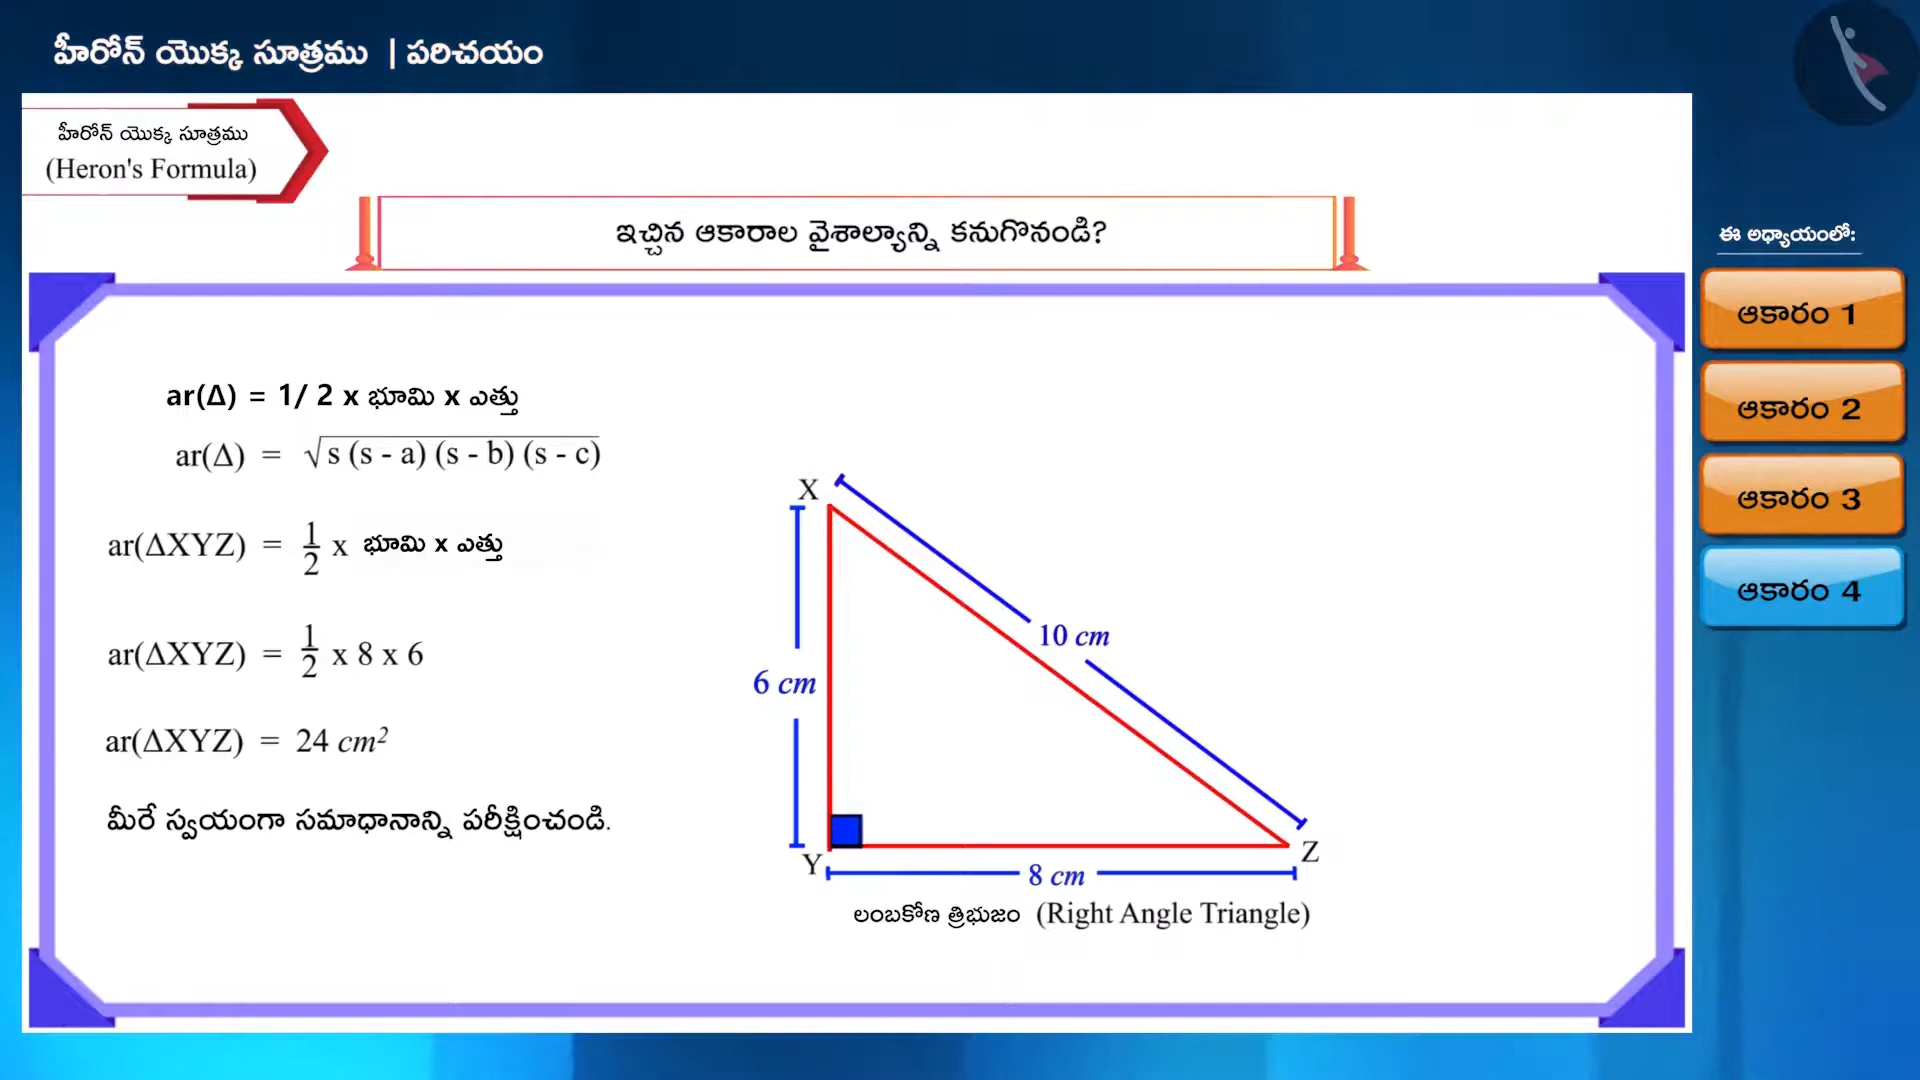 హీరోన్ యొక్క సూత్రము | పరిచయం
హీరోన్ యొక్క సూత్రము
(Heron's Formula)
ఇచ్చిన ఆకారాల వైశాల్యాన్ని కనుగొనండి?
ఈ అధ్యాయంలో:
ఆకారం 1
ఆకారం 2
ఆకారం 3
ఆకారం 4
ar(Δ) = 1/ 2 x భూమి x ఎత్తు
ar(Δ) = √s (s - a) (s - b) (s - c)
ar(ΔXYZ) = 1/2 x భూమి x ఎత్తు
ar(ΔXYZ) = 1/2 x 8 x 6
ar(ΔXYZ) = 24 cm²
మీరే స్వయంగా సమాధానాన్ని పరీక్షించండి.
X
10 cm
6 cm
Y
Z
8 cm
లంబకోణ త్రిభుజం (Right Angle Triangle)